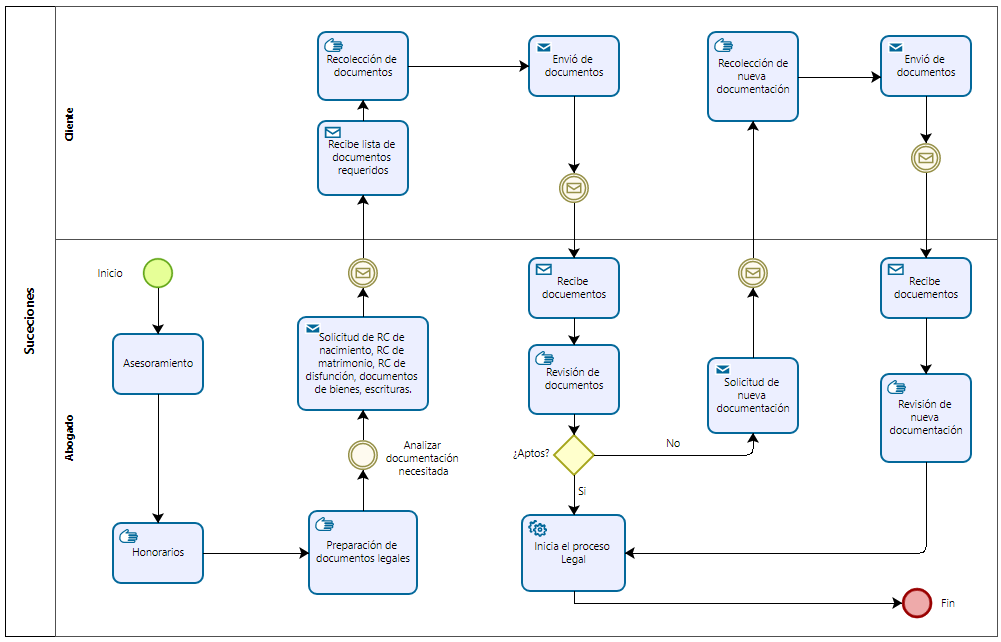 Suceciones
Cliente
Recolección de
documentos
Envió de
documentos
Recolección de
nueva
documentación
Envió de
documentos
Recibe lista de
documentos
requeridos
Abogado
Inicio
Asesoramiento
Honorarios
Solicitud de RC de
nacimiento, RC de
matrimonio, RC de
disfunción, documentos
de bienes, escrituras.
Analizar
documentación
necesitada
Preparación de
documentos legales
Recibe
docuementos
Revisión de
documentos
¿Aptos?
No
Si
Inicia el proceso
Legal
Solicitud de
nueva
documentación
Recibe
docuementos
Revisión de
nueva
documentación
Fin